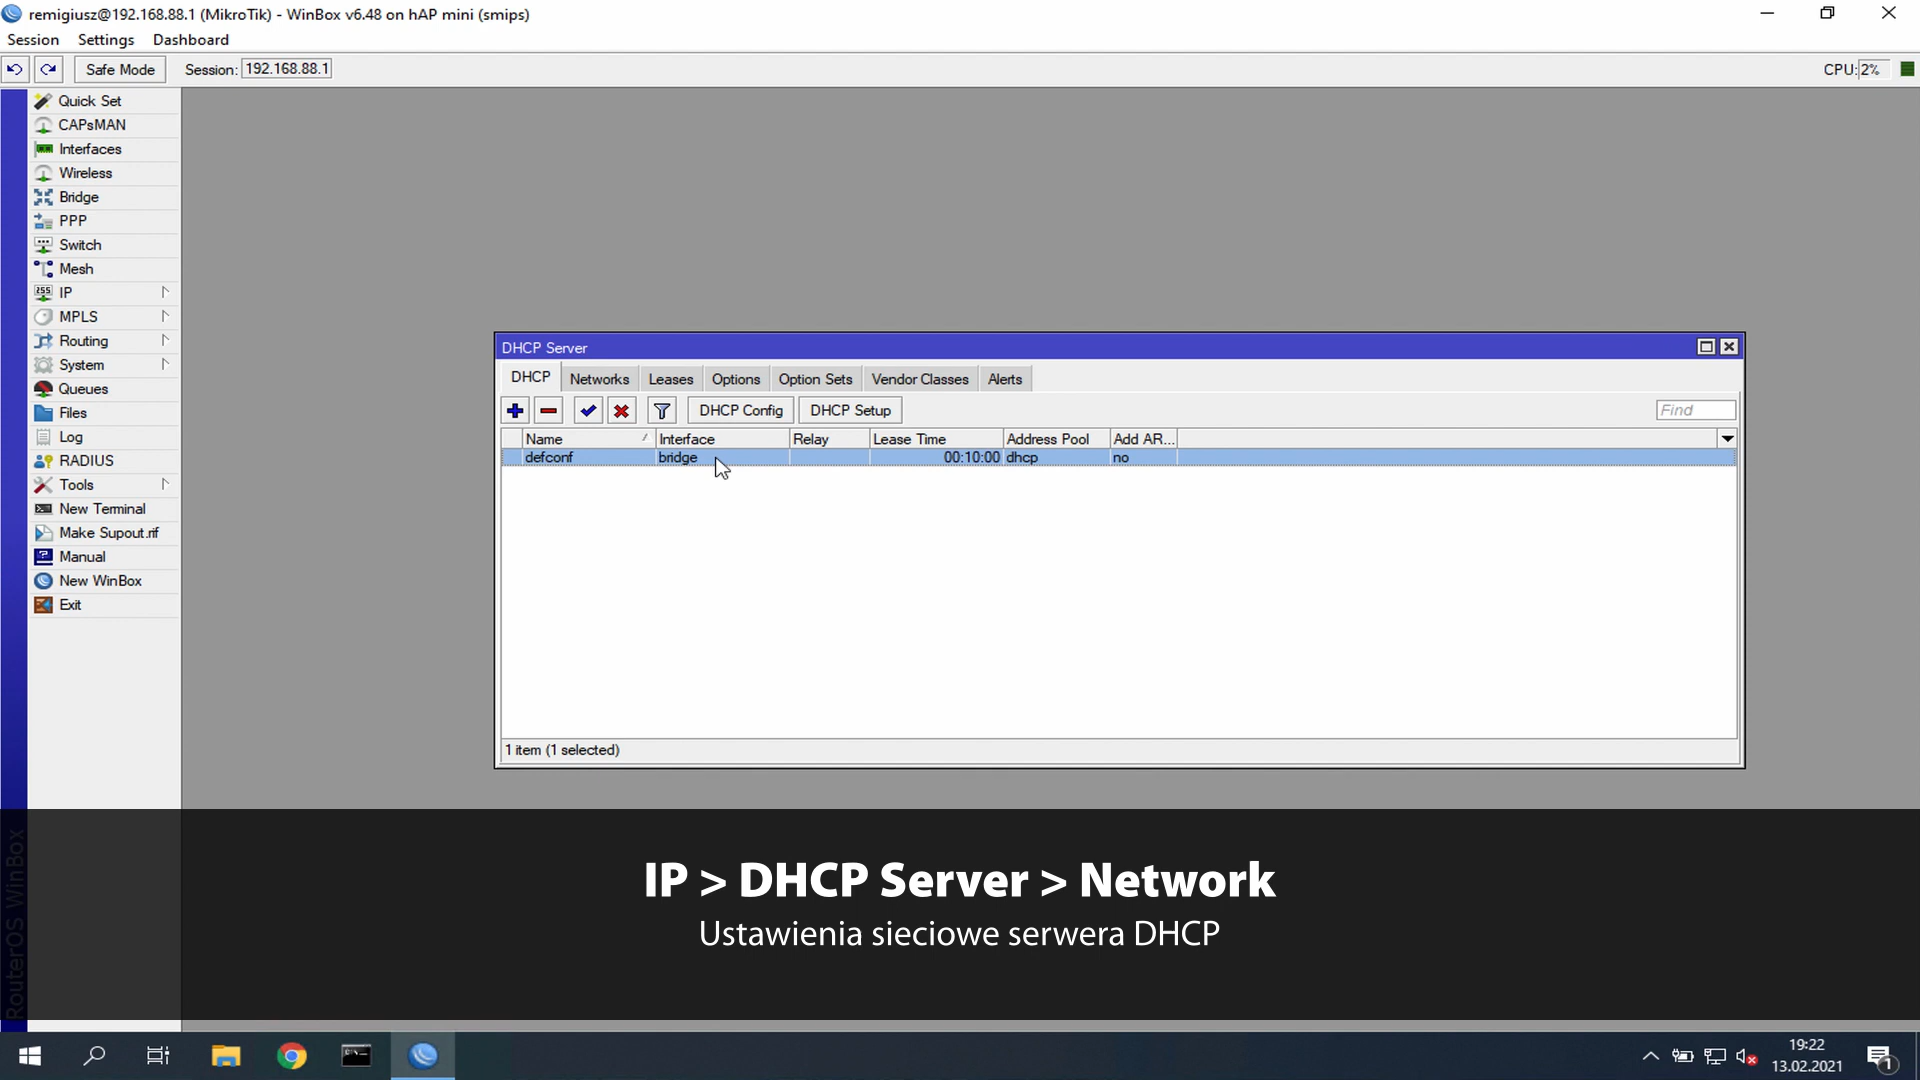 remigiusz@192.168.88.1 (MikroTik) - WinBox v6.48 on hAP mini (smips)
Session Settings Dashboard
Safe Mode Session: 192.168.88.1 CPU: 2%
Quick Set
CAPsMAN
Interfaces
Wireless
Bridge
PPP
Switch
Mesh
IP
MPLS
Routing
System
Queues
Files
Log
RADIUS
Tools
New Terminal
Make Supout.rif
Manual
New WinBox
Exit
RouterOS WinBox
DHCP Server
DHCP Networks Leases Options Option Sets Vendor Classes Alerts
DHCP Config DHCP Setup Find
Name Interface Relay Lease Time Address Pool Add AR...
defconf bridge 00:10:00 dhcp no
1 item (1 selected)
IP > DHCP Server > Network
Ustawienia sieciowe serwera DHCP
19:22
13.02.2021
1